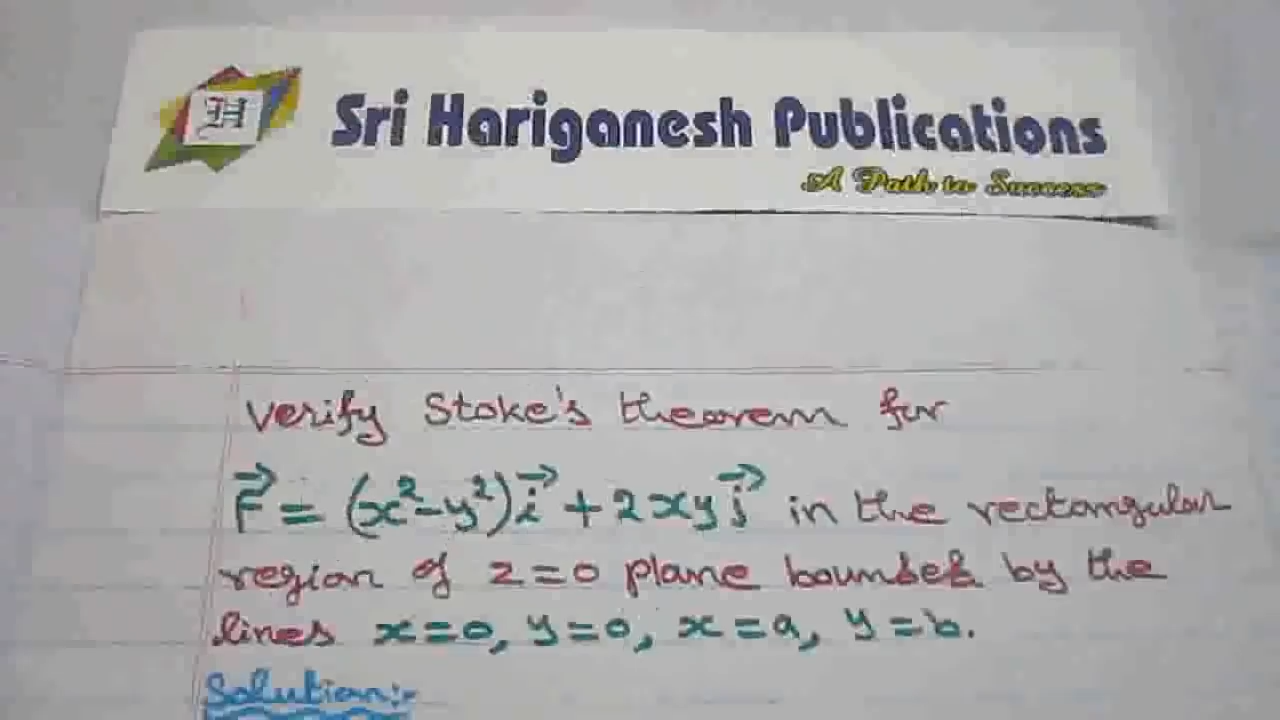 H
Sri Hariganesh Publications
A Path to Success
Verify Stoke's theorem for
F⃗ = (x²-y²)i⃗ + 2xyj⃗ in the rectangular
region of z=0 plane bounded by the
lines x=0, y=0, x=a, y=b.
Solution:-